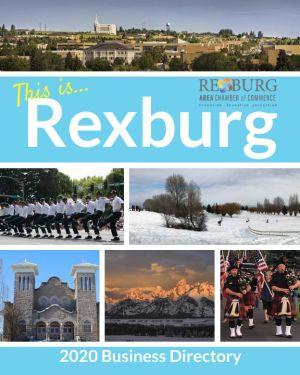 This is...
REXBURG
AREA CHAMBER of COMMERCE
Rexburg
2020 Business Directory